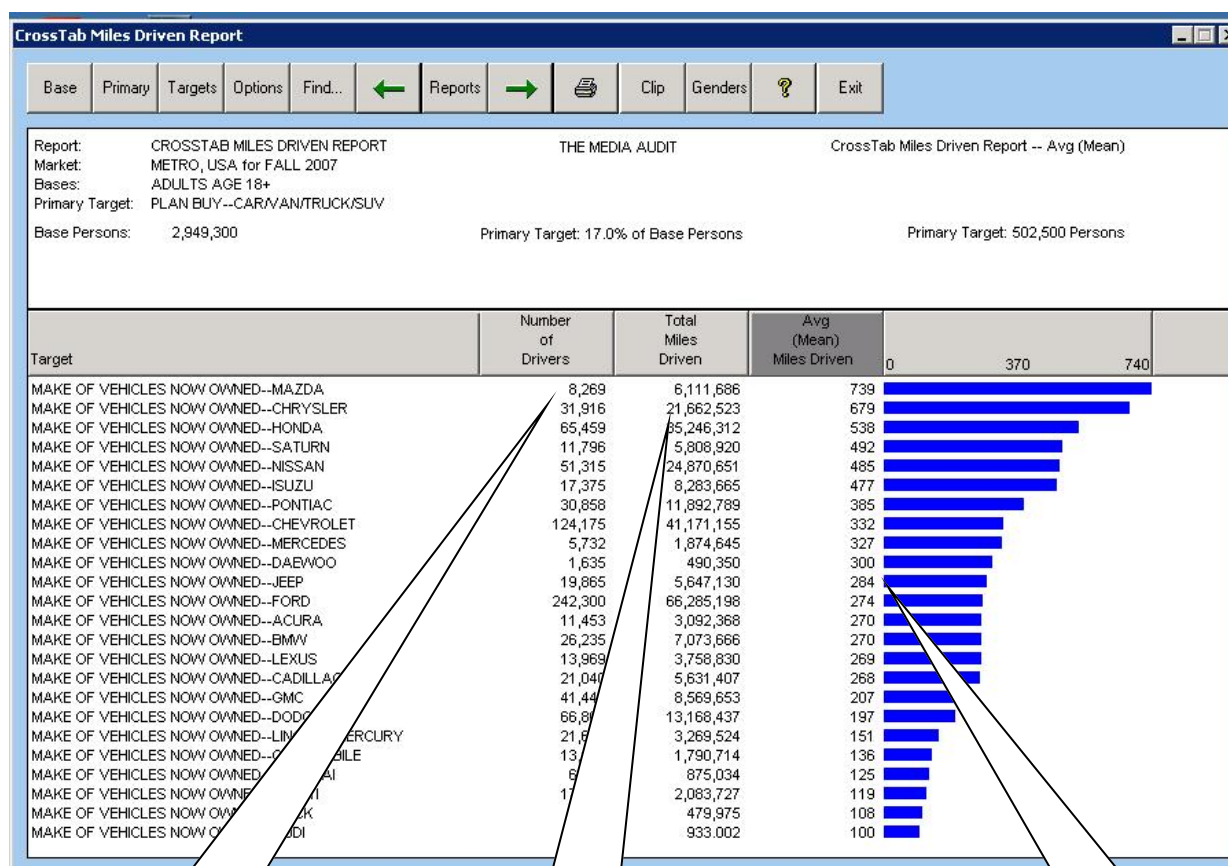 CrossTab Miles Driven Report
Base Primary Targets Options Find... Reports Clip Genders ? Exit
Report: CROSSTAB MILES DRIVEN REPORT THE MEDIA AUDIT CrossTab Miles Driven Report -- Avg (Mean)
Market: METRO, USA for FALL 2007
Bases: ADULTS AGE 18+
Primary Target: PLAN BUY--CAR/VAN/TRUCK/SUV
Base Persons: 2,949,300 Primary Target: 17.0% of Base Persons Primary Target: 502,500 Persons
Number Total Avg
of Miles (Mean)
Target Drivers Driven Miles Driven 0 370 740
MAKE OF VEHICLES NOW OWNED--MAZDA 8,269 6,111,686 739
MAKE OF VEHICLES NOW OWNED--CHRYSLER 31,916 21,662,523 679
MAKE OF VEHICLES NOW OWNED--HONDA 65,459 35,246,312 538
MAKE OF VEHICLES NOW OWNED--SATURN 11,796 5,808,920 492
MAKE OF VEHICLES NOW OWNED--NISSAN 51,315 24,870,651 485
MAKE OF VEHICLES NOW OWNED--ISUZU 17,375 8,283,665 477
MAKE OF VEHICLES NOW OWNED--PONTIAC 30,858 11,892,789 385
MAKE OF VEHICLES NOW OWNED--CHEVROLET 124,175 41,171,155 332
MAKE OF VEHICLES NOW OWNED--MERCEDES 5,732 1,874,645 327
MAKE OF VEHICLES NOW OWNED--DAEWOO 1,635 490,350 300
MAKE OF VEHICLES NOW OWNED--JEEP 19,865 5,647,130 284
MAKE OF VEHICLES NOW OWNED--FORD 242,300 66,285,198 274
MAKE OF VEHICLES NOW OWNED--ACURA 11,453 3,092,368 270
MAKE OF VEHICLES NOW OWNED--BMW 26,235 7,073,666 270
MAKE OF VEHICLES NOW OWNED--LEXUS 13,969 3,758,830 269
MAKE OF VEHICLES NOW OWNED--CADILLAC 21,040 5,631,407 268
MAKE OF VEHICLES NOW OWNED--GMC 8,569,653 207
MAKE OF VEHICLES NOW OWNED 13,168,437 197
MAKE OF VEHICLES NOW OWNED 3,269,524 151
MAKE OF VEHICLES NOW OWNED 1,790,714 136
MAKE OF VEHICLES NOW OWNED 875,034 125
MAKE OF VEHICLES NOW 2,083,727 119
MAKE OF VEHICLES NOW 479,975 108
MAKE OF VEHICLES NOW 933.002 100